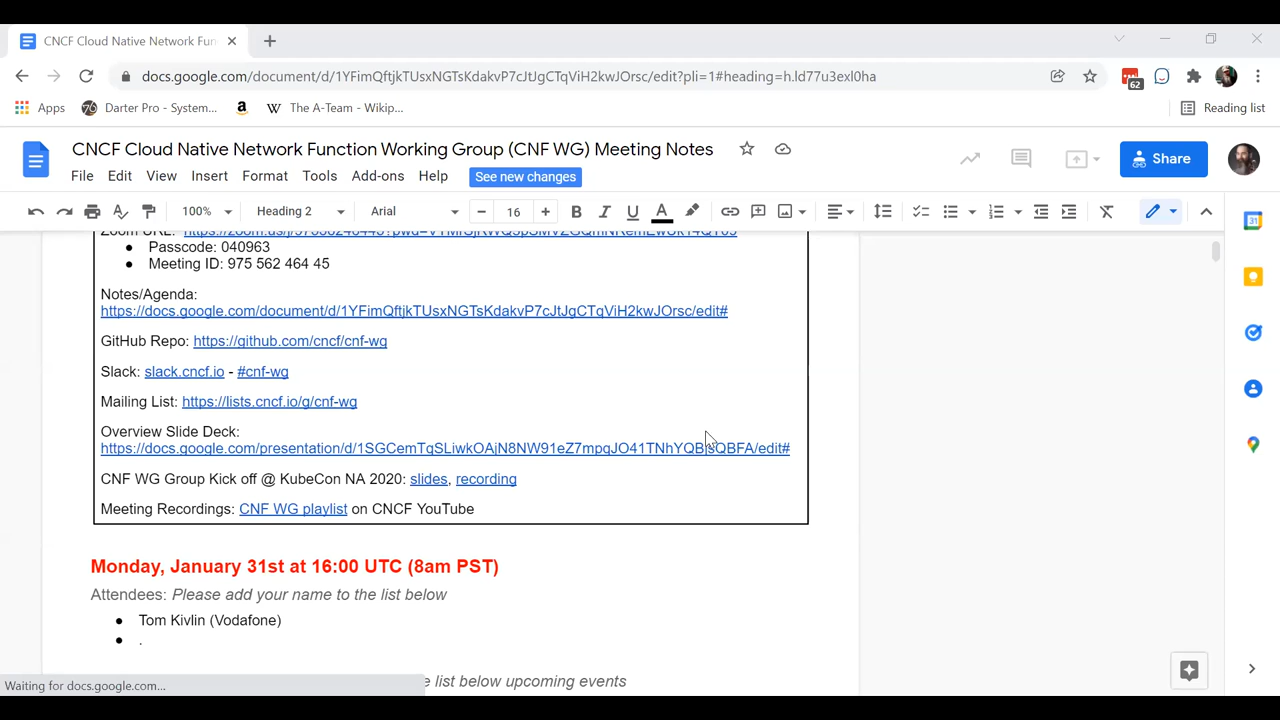 CNCF Cloud Native Network Fun
docs.google.com/document/d/1YFimQftjkTUsxNGTsKdakvP7cJtJgCTqViH2kwJOrsc/edit?pli=1#heading=h.ld77u3exl0ha
62
Apps
76
Darter Pro - System...
a
W
The A-Team - Wikip...
Reading list
CNCF Cloud Native Network Function Working Group (CNF WG) Meeting Notes
File Edit View Insert Format Tools Add-ons Help
See new changes
Share
100% Heading 2 Arial 16 B I U A
31
Passcode: 040963
Meeting ID: 975 562 464 45
Notes/Agenda:
https://docs.google.com/document/d/1YFimQftjkTUsxNGTsKdakvP7cJtJgCTqViH2kwJOrsc/edit#
GitHub Repo: https://github.com/cncf/cnf-wg
Slack: slack.cncf.io - #cnf-wg
Mailing List: https://lists.cncf.io/g/cnf-wg
Overview Slide Deck:
CNF WG Group Kick off @ KubeCon NA 2020: slides, recording
Meeting Recordings: CNF WG playlist on CNCF YouTube
Monday, January 31st at 16:00 UTC (8am PST)
Attendees: Please add your name to the list below
Tom Kivlin (Vodafone)
.
e list below upcoming events
Waiting for docs.google.com...